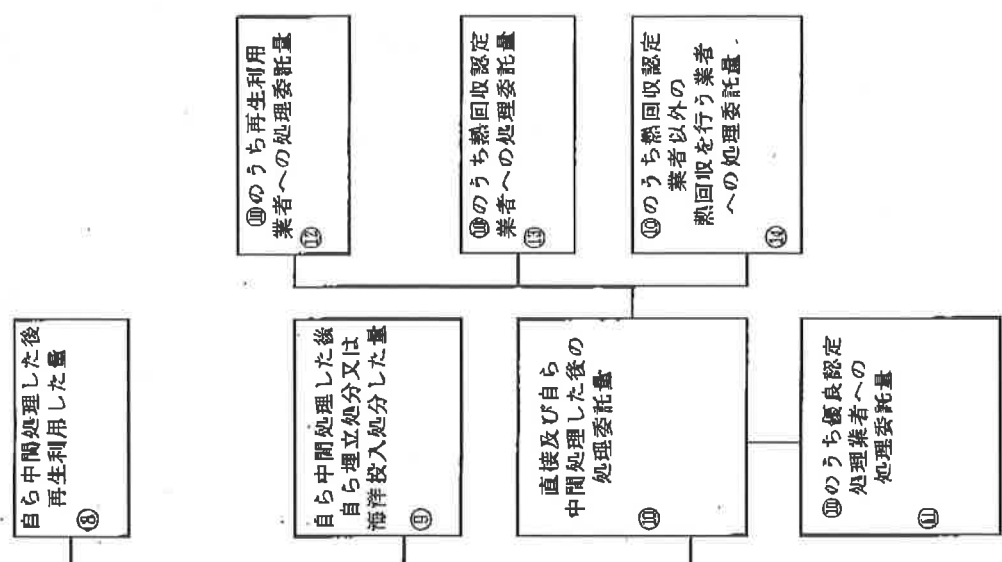 自ら中間処理した後
再生利用した量
⑧
自ら中間処理した後
自ら埋立処分又は
海洋投入処分した量
⑨
直接及び自ら
中間処理した後の
処理委託量
⑩
⑩のうち優良認定
処理業者への
処理委託量
⑪
⑩のうち再生利用
業者への処理委託量
⑫
⑩のうち熱回収認定
業者への処理委託量
⑬
⑩のうち熱回収認定
業者以外の
熱回収を行う業者
への処理委託量
⑭